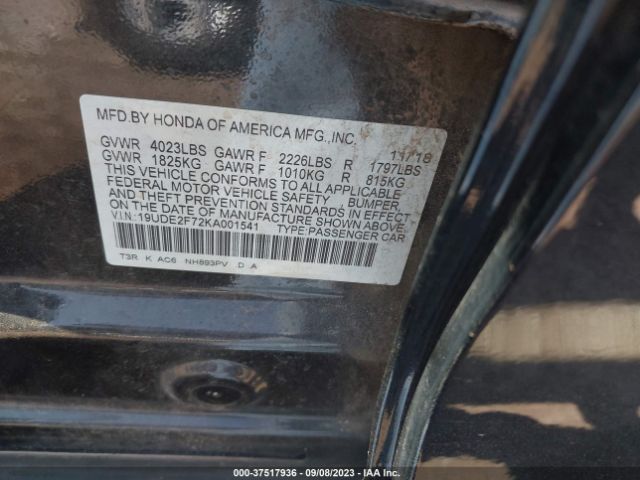 MFD.BY HONDA OF AMERICA MFG.,INC. 11/18
GVWR 4023LBS GAWR F 2226LBS R 1797LBS
GVWR 1825KG GAWR F 1010KG R 815KG
THIS VEHICLE CONFORMS TO ALL APPLICABLE
FEDERAL MOTOR VEHICLE SAFETY BUMPER
AND THEFT PREVENTION STANDARDS IN EFFECT
ON THE DATE OF MANUFACTURE SHOWN ABOVE.
V.I.N:19UDE2F72KA001541 TYPE:PASSENGER CAR
T3R K AC6 NH893PV D A
000-37517936 - 09/08/2023 - IAA Inc.